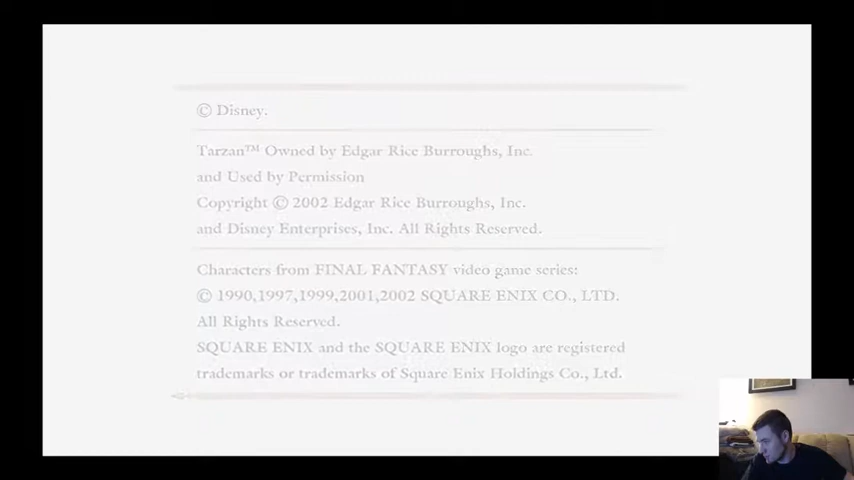 © Disney.
Tarzan™ Owned by Edgar Rice Burroughs, Inc.
and Used by Permission
Copyright © 2002 Edgar Rice Burroughs, Inc.
and Disney Enterprises, Inc. All Rights Reserved.
Characters from FINAL FANTASY video game series:
© 1990,1997,1999,2001,2002 SQUARE ENIX CO., LTD.
All Rights Reserved.
SQUARE ENIX and the SQUARE ENIX logo are registered
trademarks or trademarks of Square Enix Holdings Co., Ltd.